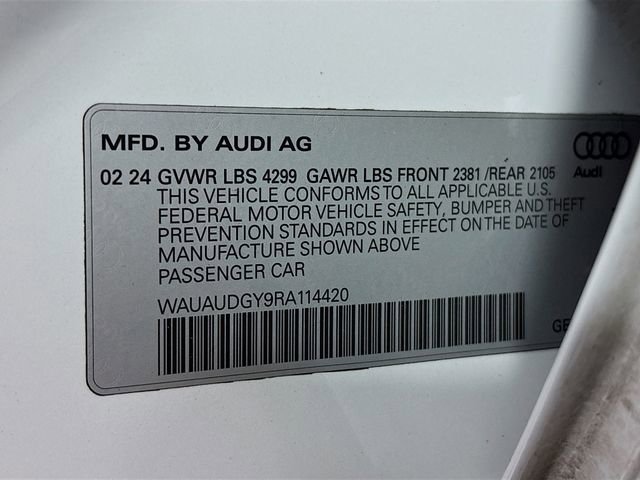 MFD. BY AUDI AG
02 24 GVWR LBS 4299 GAWR LBS FRONT 2381 /REAR 2105
Audi
THIS VEHICLE CONFORMS TO ALL APPLICABLE U.S.
FEDERAL MOTOR VEHICLE SAFETY, BUMPER AND THEFT
PREVENTION STANDARDS IN EFFECT ON THE DATE OF
MANUFACTURE SHOWN ABOVE
PASSENGER CAR
WAUAUDGY9RA114420